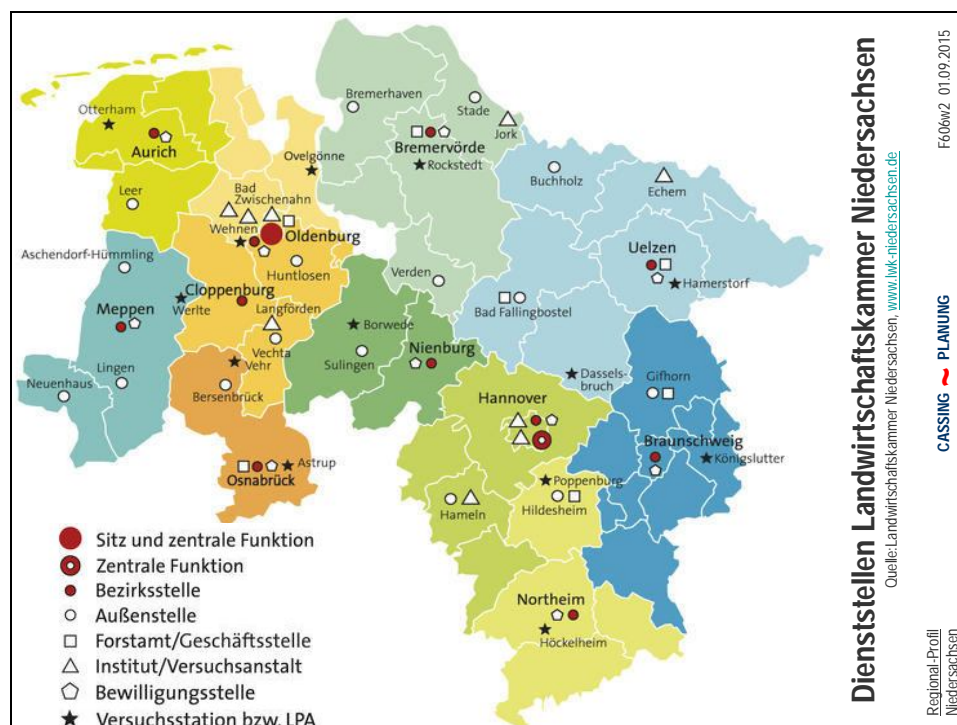 Otterham
Aurich
Leer
Bremerhaven
Stade
Jork
Bremervörde
Rockstedt
Ovelgönne
Buchholz
Echem
Bad
Zwischenahn
Wehnen
Oldenburg
Huntlosen
Uelzen
Hamerstorf
Aschendorf-Hümmling
Verden
Bad Fallingbostel
Cloppenburg
Werlte
Langförden
Meppen
Borwede
Vechta
Vehr
Sulingen
Nienburg
Dassels-
bruch
Gifhorn
Lingen
Neuenhaus
Bersenbrück
Hannover
Braunschweig
Königslutter
Astrup
Osnabrück
Poppenburg
Hildesheim
Hameln
Northeim
Höckelheim
Sitz und zentrale Funktion
Zentrale Funktion
Bezirksstelle
Außenstelle
Forstamt/Geschäftsstelle
Institut/Versuchsanstalt
Bewilligungsstelle
Versuchsstation bzw. LPA
Dienststellen Landwirtschaftskammer Niedersachsen
Quelle:Landwirtschaftskammer Niedersachsen, www.lwk-niedersachsen.de
F606w2 01.09.2015
CASSING ~ PLANUNG
Regional-Profil
Niedersachsen